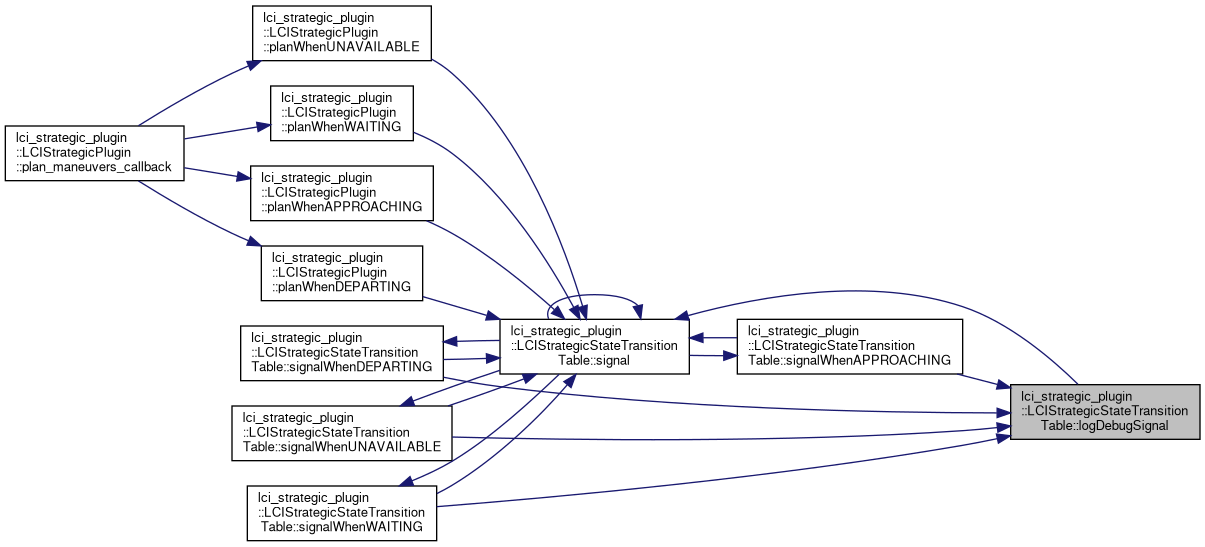 lci_strategic_plugin
::LCIStrategicPlugin
::planWhenUNAVAILABLE
lci_strategic_plugin
::LCIStrategicPlugin
::planWhenWAITING
lci_strategic_plugin
::LCIStrategicPlugin
::plan_maneuvers_callback
lci_strategic_plugin
::LCIStrategicPlugin
::planWhenAPPROACHING
lci_strategic_plugin
::LCIStrategicPlugin
::planWhenDEPARTING
lci_strategic_plugin
::LCIStrategicStateTransition
Table::signal
lci_strategic_plugin
::LCIStrategicStateTransition
Table::signalWhenAPPROACHING
lci_strategic_plugin
::LCIStrategicStateTransition
Table::signalWhenDEPARTING
lci_strategic_plugin
::LCIStrategicStateTransition
Table::logDebugSignal
lci_strategic_plugin
::LCIStrategicStateTransition
Table::signalWhenUNAVAILABLE
lci_strategic_plugin
::LCIStrategicStateTransition
Table::signalWhenWAITING